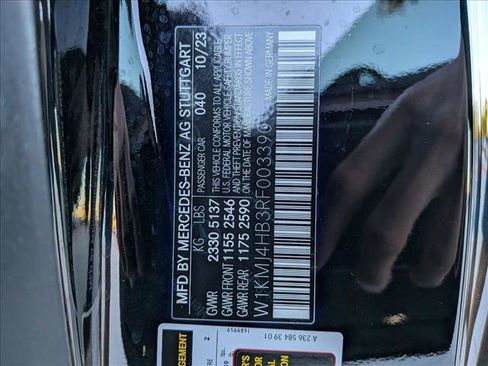 MFD BY MERCEDES-BENZ AG STUTTGART
PASSENGER CAR 040 10/23
KG LBS
GVWR 2330 5137
GAWR FRONT 1155 2546
GAWR REAR 1175 2590
THIS VEHICLE CONFORMS TO ALL APPLICABLE
U.S. FEDERAL MOTOR VEHICLE SAFETY, BUMPER
AND THEFT PREVENTION STANDARDS IN EFFECT
ON THE DATE OF MANUFACTURE SHOWN ABOVE
W1KMJ4HB3RF003390
MADE IN GERMANY
A 236 584 39 01
2